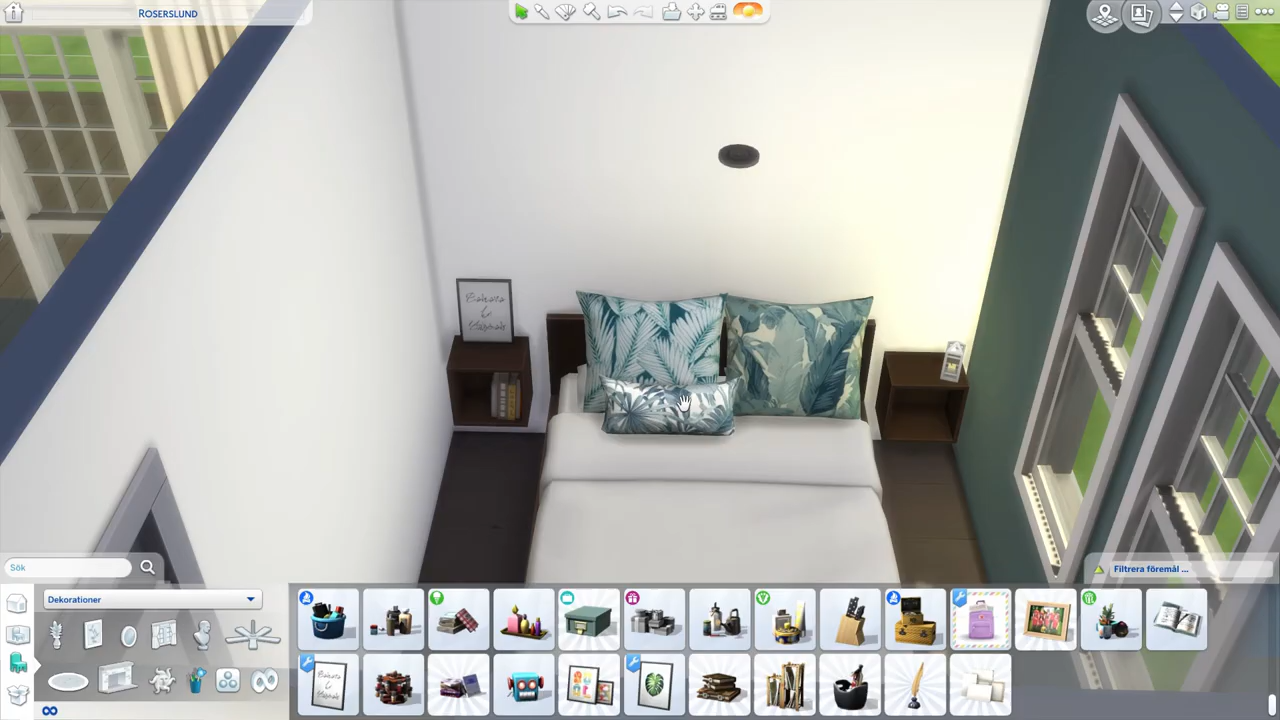 Roserslund
Sök
Filtrera föremål ...
Dekorationer